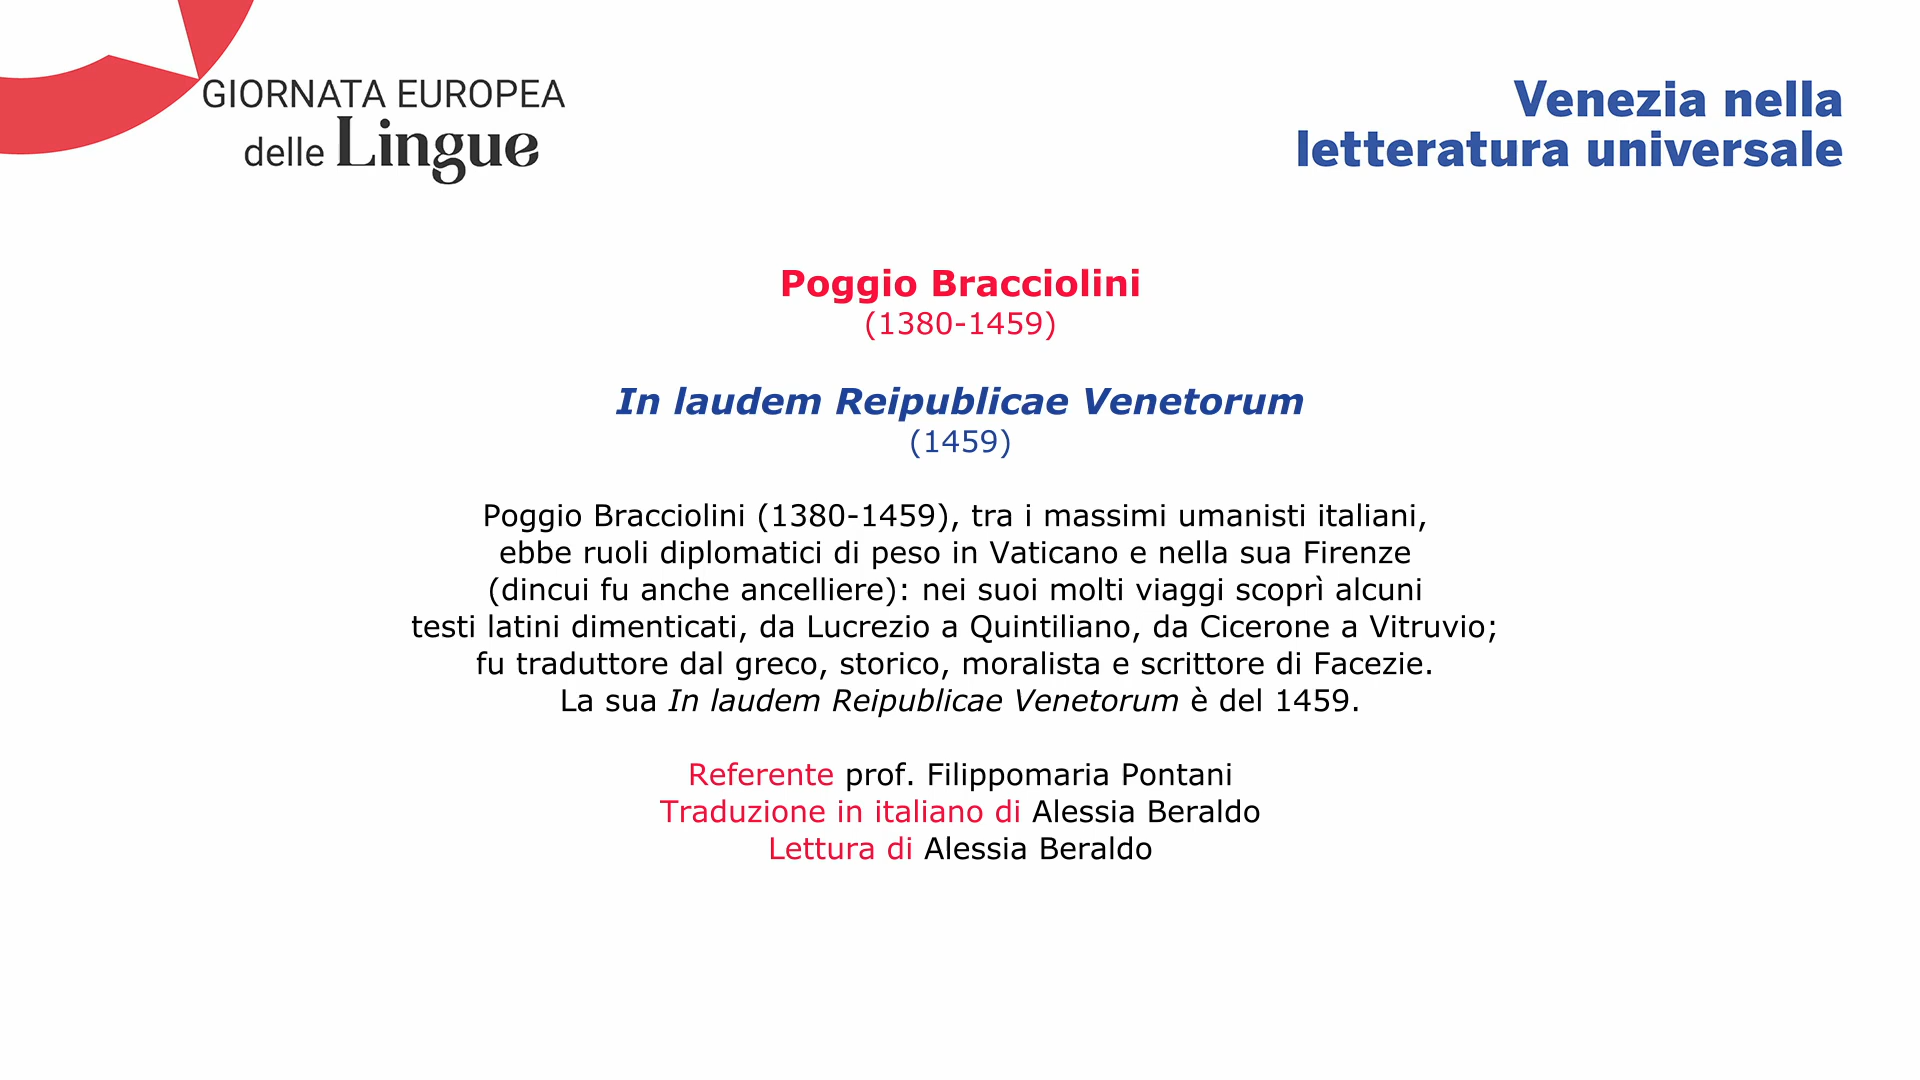 GIORNATA EUROPEA
delle Lingue
Venezia nella
letteratura universale
Poggio Bracciolini
(1380-1459)
In laudem Reipublicae Venetorum
(1459)
Poggio Bracciolini (1380-1459), tra i massimi umanisti italiani,
ebbe ruoli diplomatici di peso in Vaticano e nella sua Firenze
(dincui fu anche ancelliere): nei suoi molti viaggi scoprì alcuni
testi latini dimenticati, da Lucrezio a Quintiliano, da Cicerone a Vitruvio;
fu traduttore dal greco, storico, moralista e scrittore di Facezie.
La sua In laudem Reipublicae Venetorum è del 1459.
Referente prof. Filippomaria Pontani
Traduzione in italiano di Alessia Beraldo
Lettura di Alessia Beraldo